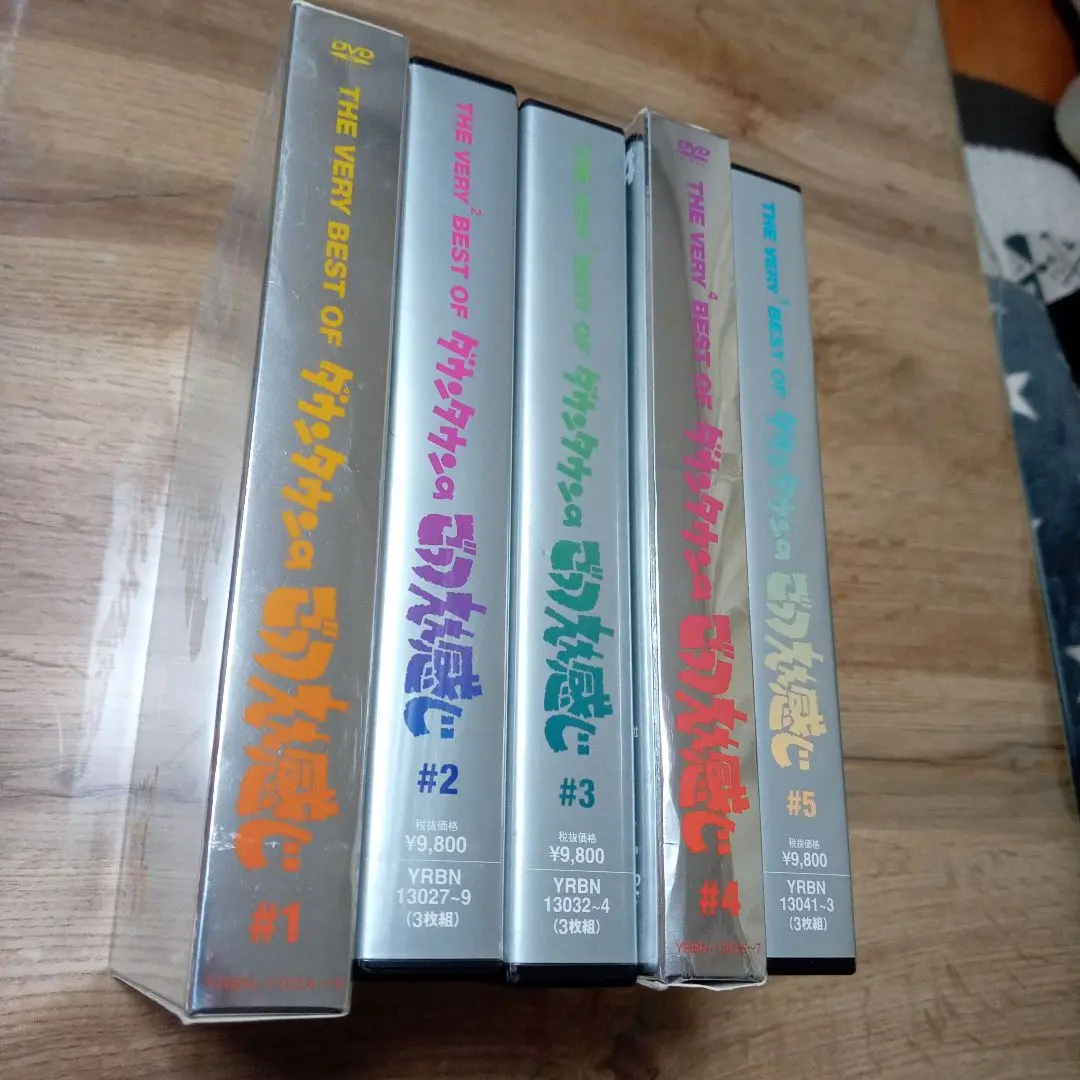 DVD
THE VERY BEST OF ダウンタウンの ごっつええ感じ
#1
THE VERY² BEST OF ダウンタウンの ごっつええ感じ
#2
税抜価格
¥9,800
YRBN
13027~9
(3枚組)
THE VERY³ BEST OF ダウンタウンの ごっつええ感じ
#3
税抜価格
¥9,800
YRBN
13032~4
(3枚組)
DVD
THE VERY⁴ BEST OF ダウンタウンの ごっつええ感じ
#4
THE VERY⁵ BEST OF ダウンタウンの ごっつええ感じ
#5
税抜価格
¥9,800
YRBN
13041~3
(3枚組)